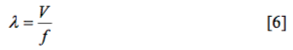 λ = V/f [6]